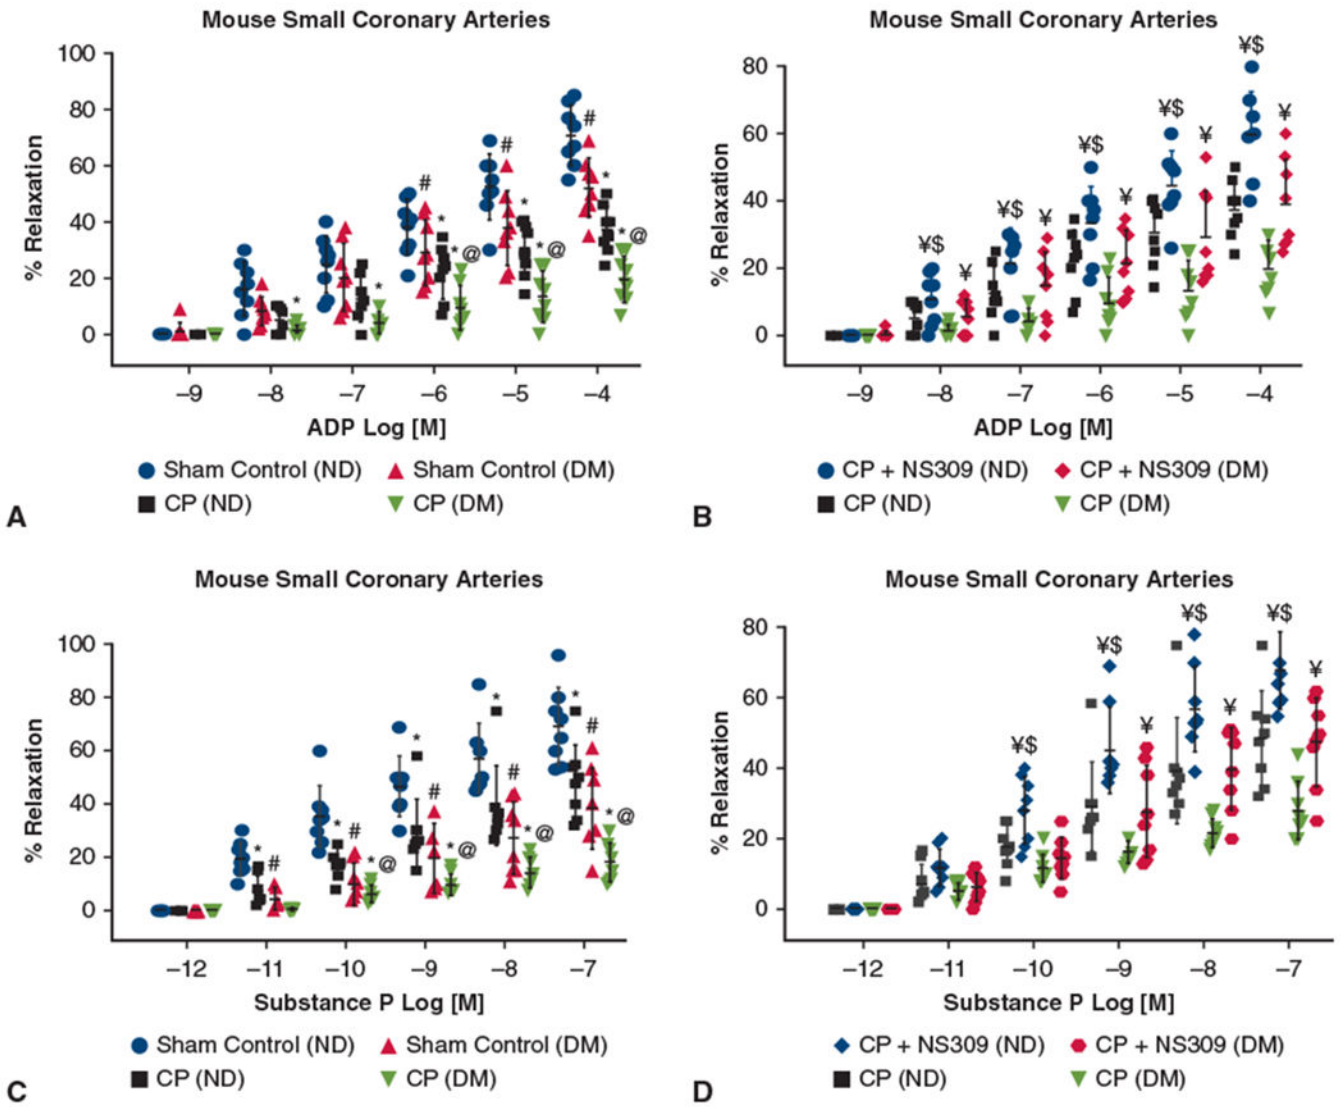 Mouse Small Coronary Arteries
100
80
60
40
20
0
% Relaxation
# # # * * * * * * * @ @ @
–9 –8 –7 –6 –5 –4
ADP Log [M]
Sham Control (ND) Sham Control (DM)
CP (ND) CP (DM)
A
Mouse Small Coronary Arteries
80
60
40
20
0
% Relaxation
¥$ ¥ ¥$ ¥ ¥$ ¥ ¥$ ¥ ¥$ ¥
–9 –8 –7 –6 –5 –4
ADP Log [M]
CP + NS309 (ND) CP + NS309 (DM)
CP (ND) CP (DM)
B
Mouse Small Coronary Arteries
100
80
60
40
20
0
% Relaxation
* # * # * @ * # * @ * # * @ * # * @
–12 –11 –10 –9 –8 –7
Substance P Log [M]
Sham Control (ND) Sham Control (DM)
CP (ND) CP (DM)
C
Mouse Small Coronary Arteries
80
60
40
20
0
% Relaxation
¥$ ¥$ ¥ ¥$ ¥ ¥$ ¥
–12 –11 –10 –9 –8 –7
Substance P Log [M]
CP + NS309 (ND) CP + NS309 (DM)
CP (ND) CP (DM)
D